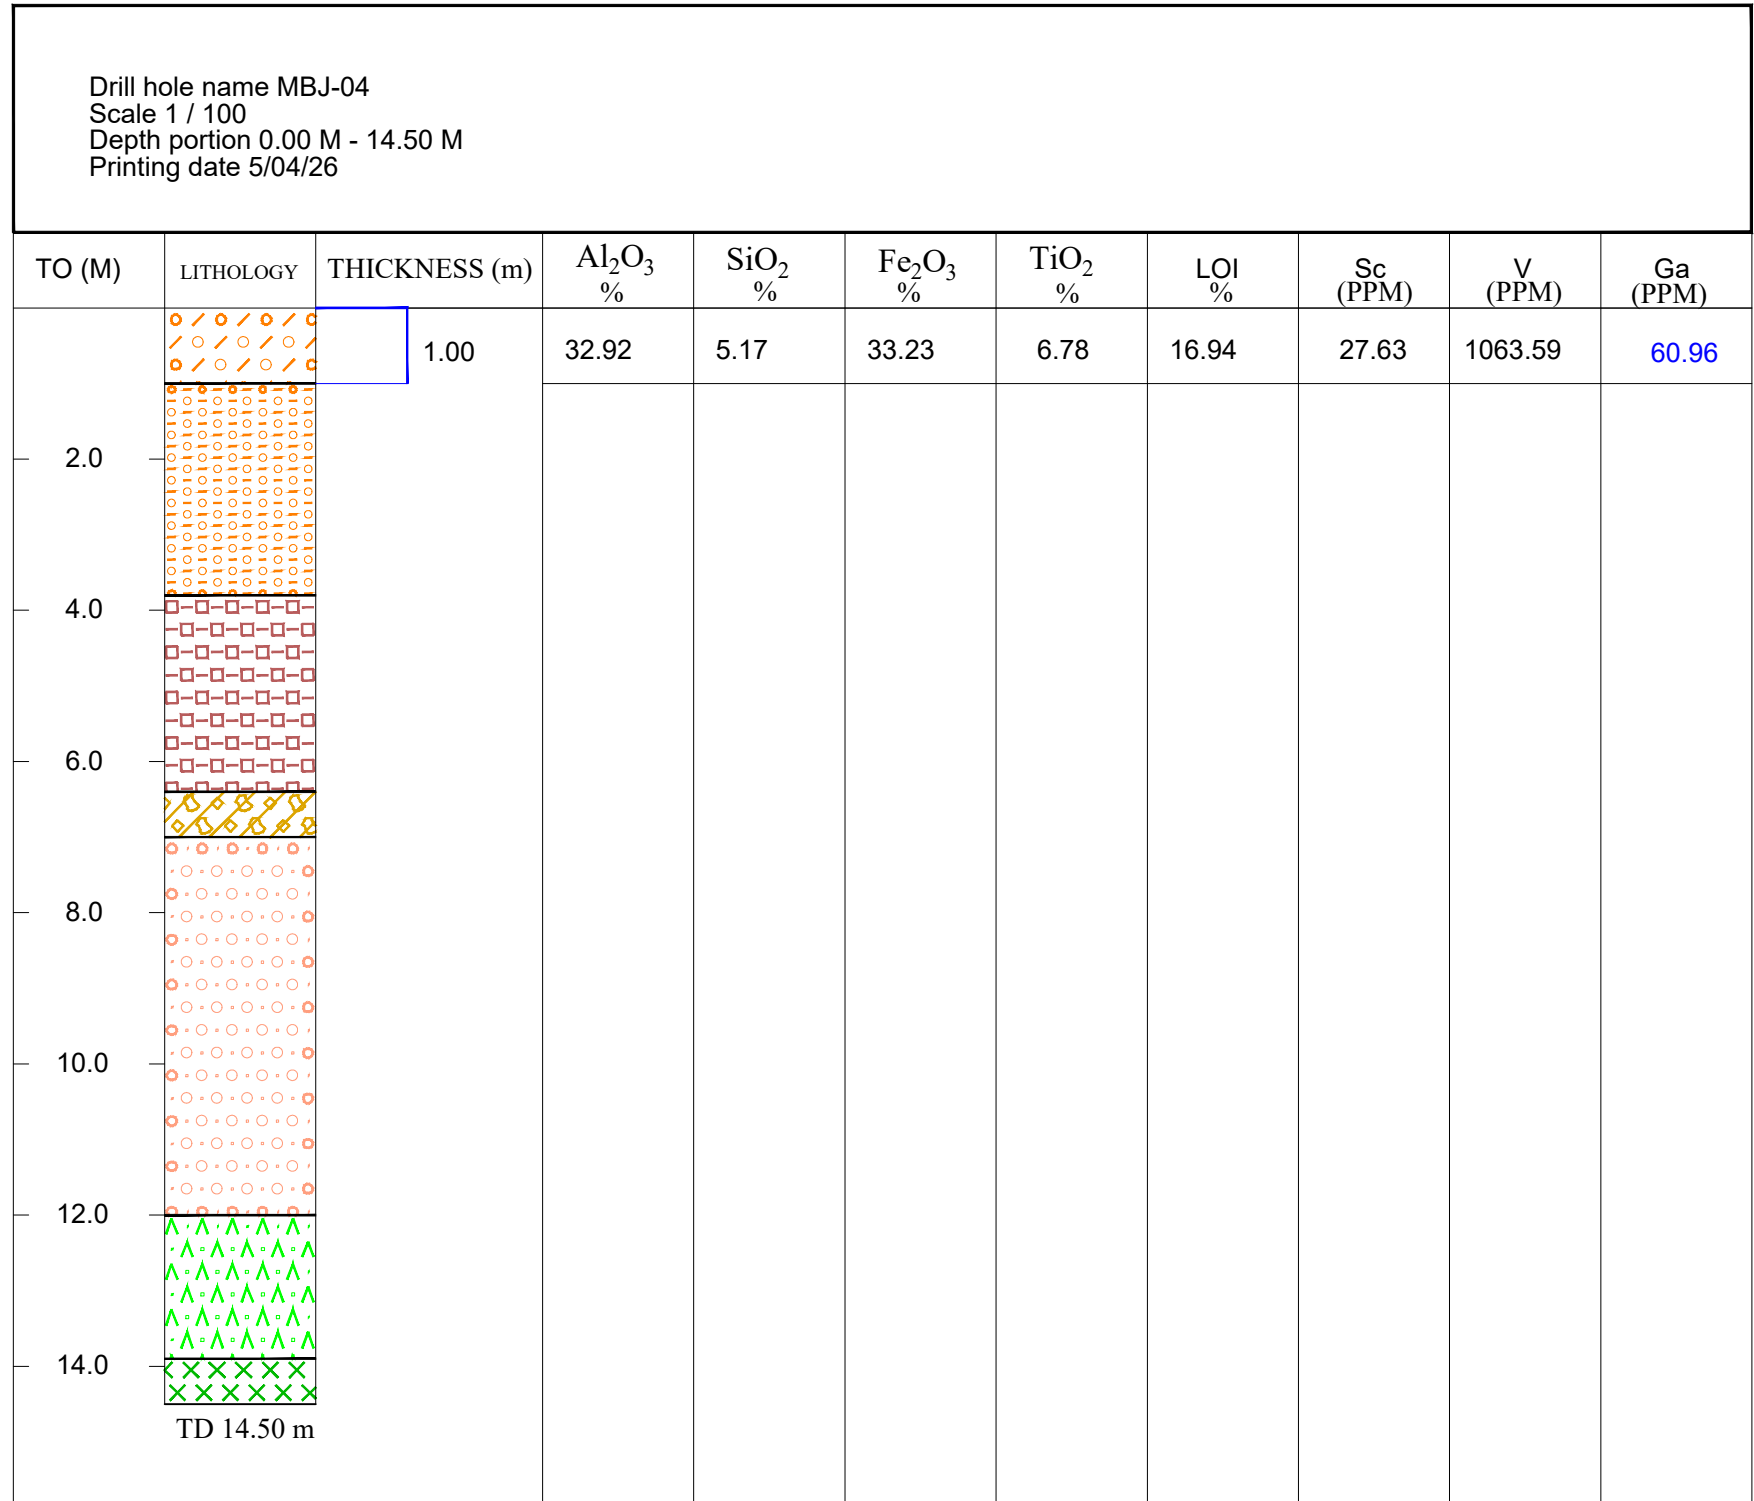 Drill hole name MBJ-04
Scale 1 / 100
Depth portion 0.00 M - 14.50 M
Printing date 5/04/26
TO (M) LITHOLOGY THICKNESS (m) Al₂O₃ % SiO₂ % Fe₂O₃ % TiO₂ % LOI % Sc (PPM) V (PPM) Ga (PPM)
1.00 32.92 5.17 33.23 6.78 16.94 27.63 1063.59 60.96
2.0
4.0
6.0
8.0
10.0
12.0
14.0
TD 14.50 m